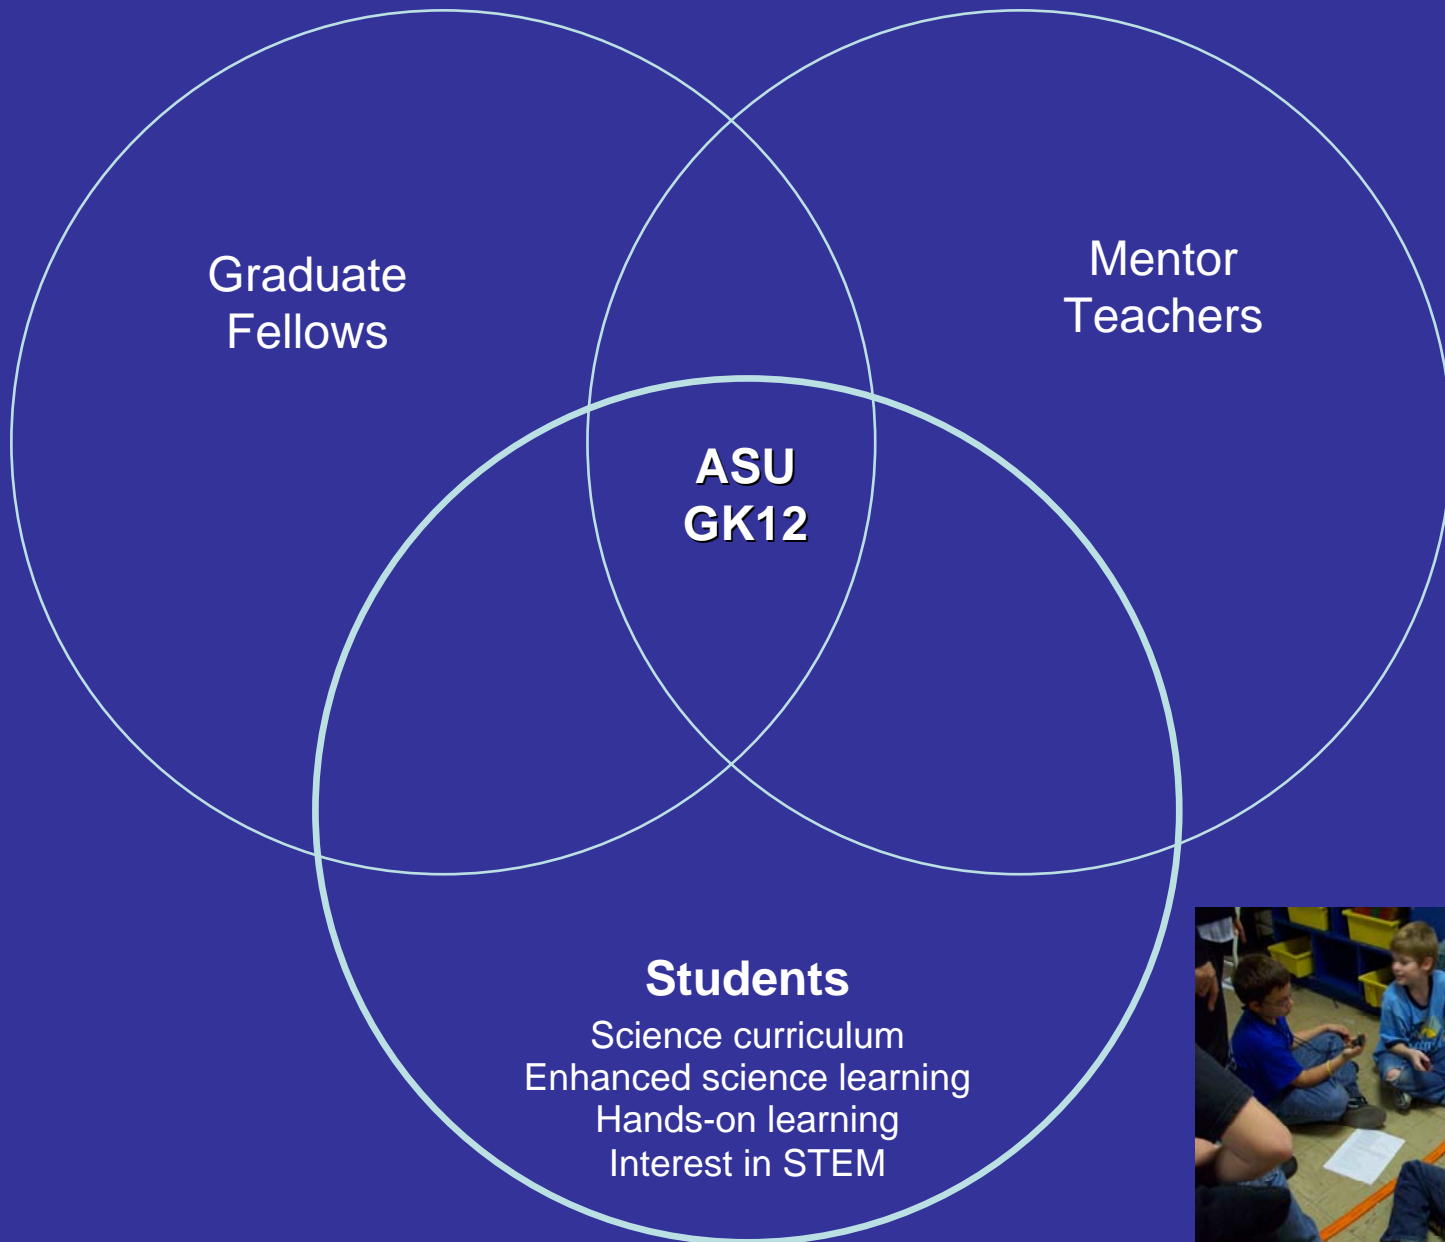 Graduate
Fellows
Mentor
Teachers
ASU
GK12
Students
Science curriculum
Enhanced science learning
Hands-on learning
Interest in STEM